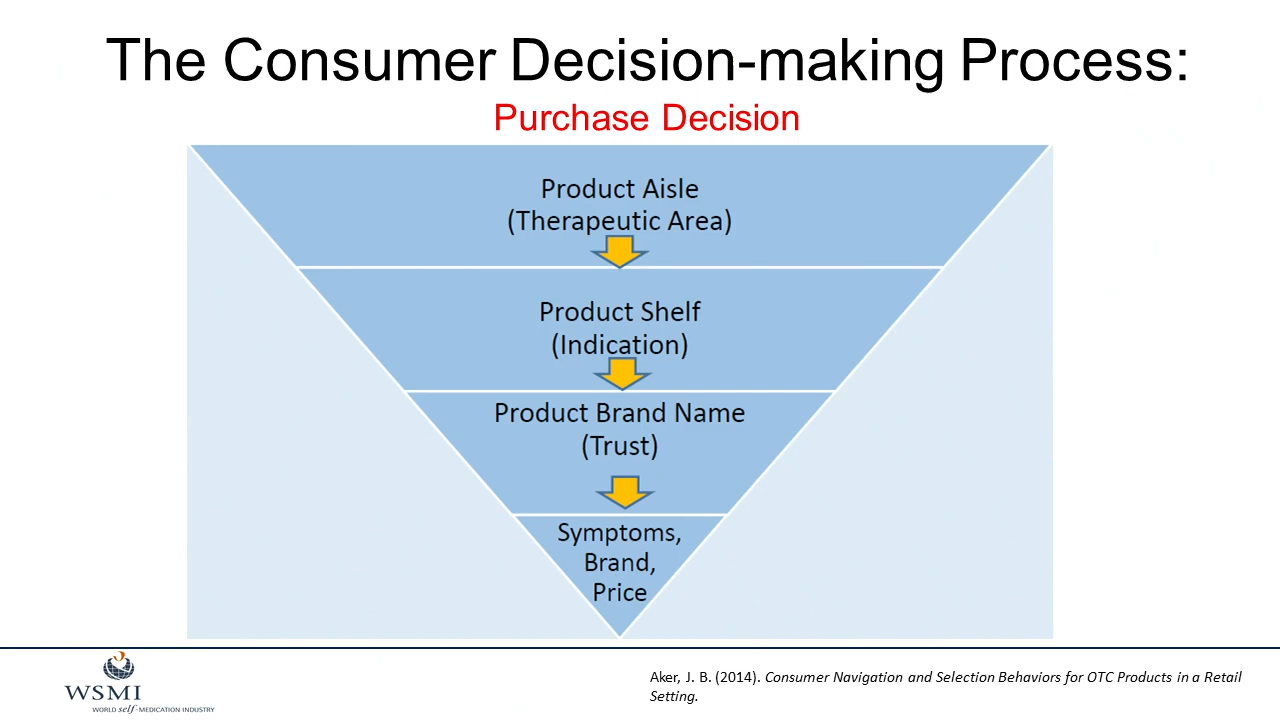 The Consumer Decision-making Process:
Purchase Decision
Product Aisle
(Therapeutic Area)
Product Shelf
(Indication)
Product Brand Name
(Trust)
Symptoms,
Brand,
Price
WSMI
WORLD self-MEDICATION INDUSTRY
Aker, J. B. (2014). Consumer Navigation and Selection Behaviors for OTC Products in a Retail
Setting.